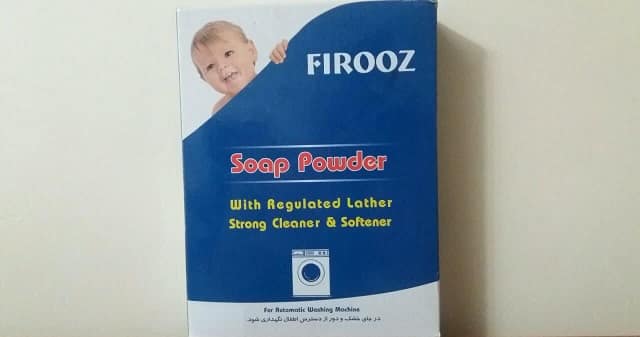 FIROOZ
Soap Powder
With Regulated Lather
Strong Cleaner & Softener
For Automatic Washing Machine
در جای خشک و دور از دسترس اطفال نگهداری شود.